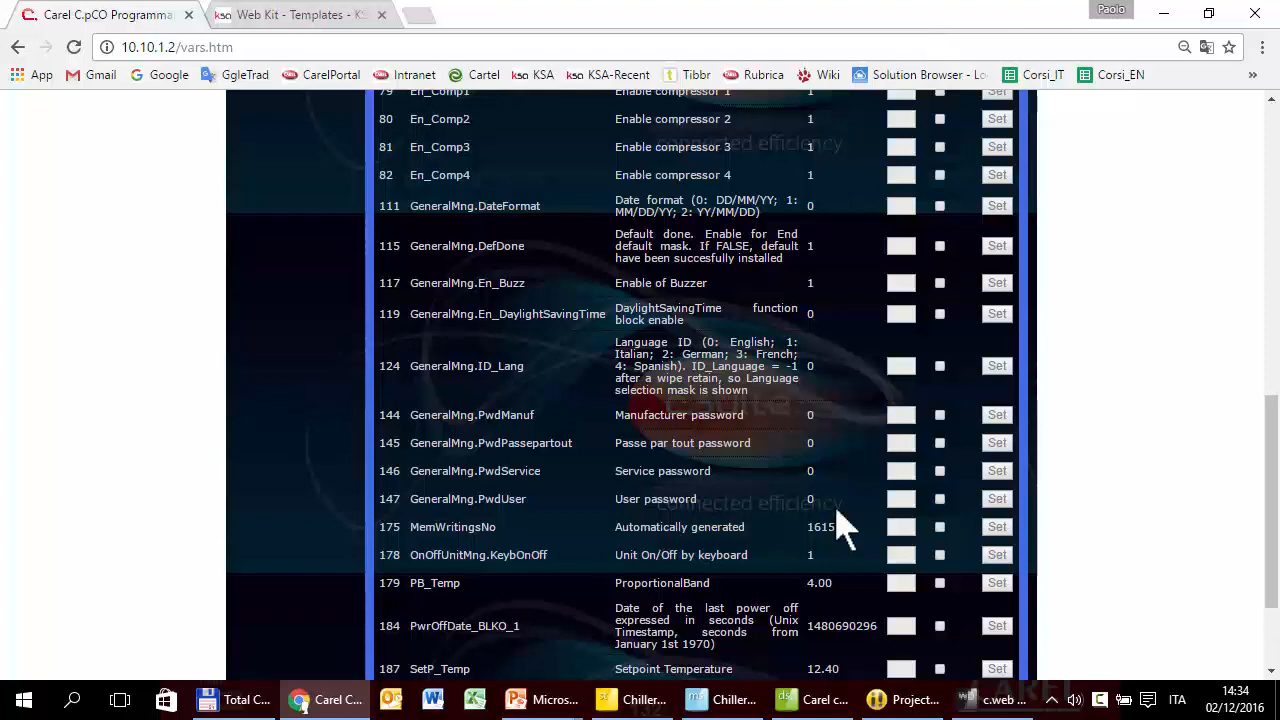 Carel C.pCO Programma
ksa Web Kit - Templates - KS
Paolo
10.10.1.2/vars.htm
App Gmail Google GgleTrad CarelPortal Intranet Cartel KSA KSA-Recent Tibbr Rubrica Wiki Solution Browser - Lo Corsi_IT Corsi_EN »
79 En_Comp1 Enable compressor 1 1 Set
80 En_Comp2 Enable compressor 2 1 Set
81 En_Comp3 Enable compressor 3 1 Set
82 En_Comp4 Enable compressor 4 1 Set
111 GeneralMng.DateFormat Date format (0: DD/MM/YY; 1:
MM/DD/YY; 2: YY/MM/DD) 0 Set
115 GeneralMng.DefDone Default done. Enable for End
default mask. If FALSE, default
have been succesfully installed 1 Set
117 GeneralMng.En_Buzz Enable of Buzzer 1 Set
119 GeneralMng.En_DaylightSavingTime DaylightSavingTime function
block enable 0 Set
124 GeneralMng.ID_Lang Language ID (0: English; 1:
Italian; 2: German; 3: French;
4: Spanish). ID_Language = -1
after a wipe retain, so Language
selection mask is shown 0 Set
144 GeneralMng.PwdManuf Manufacturer password 0 Set
145 GeneralMng.PwdPassepartout Passe par tout password 0 Set
146 GeneralMng.PwdService Service password 0 Set
147 GeneralMng.PwdUser User password 0 Set
connected efficiency
175 MemWritingsNo Automatically generated 1615 Set
178 OnOffUnitMng.KeybOnOff Unit On/Off by keyboard 1 Set
179 PB_Temp ProportionalBand 4.00 Set
184 PwrOffDate_BLKO_1 Date of the last power off
expressed in seconds (Unix
Timestamp, seconds from
January 1st 1970) 1480690296 Set
187 SetP_Temp Setpoint Temperature 12.40 Set
Total C... Carel C... Micros... Chiller... Chiller... Carel c... Project... c.web ... ITA 14:34
02/12/2016